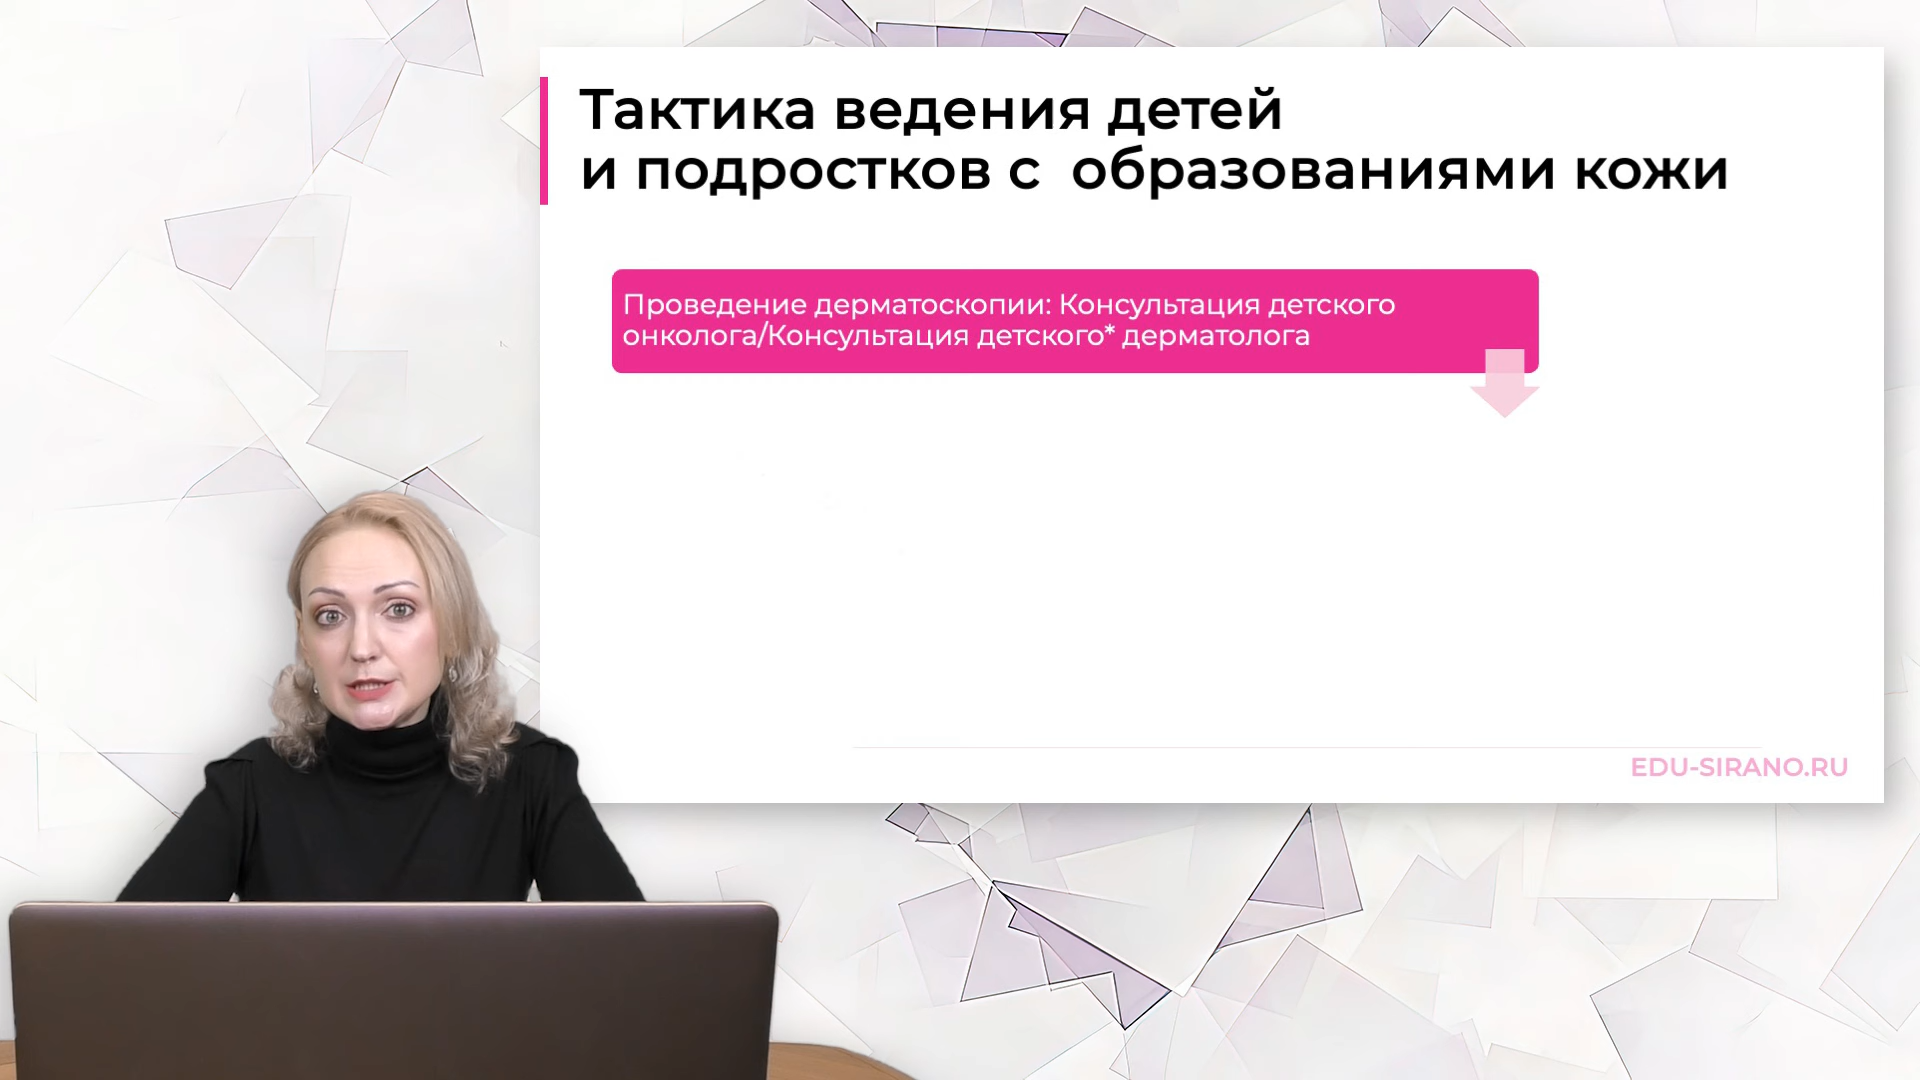 Тактика ведения детей
и подростков с образованиями кожи
Проведение дерматоскопии: Консультация детского
онколога/Консультация детского* дерматолога
EDU-SIRANO.RU